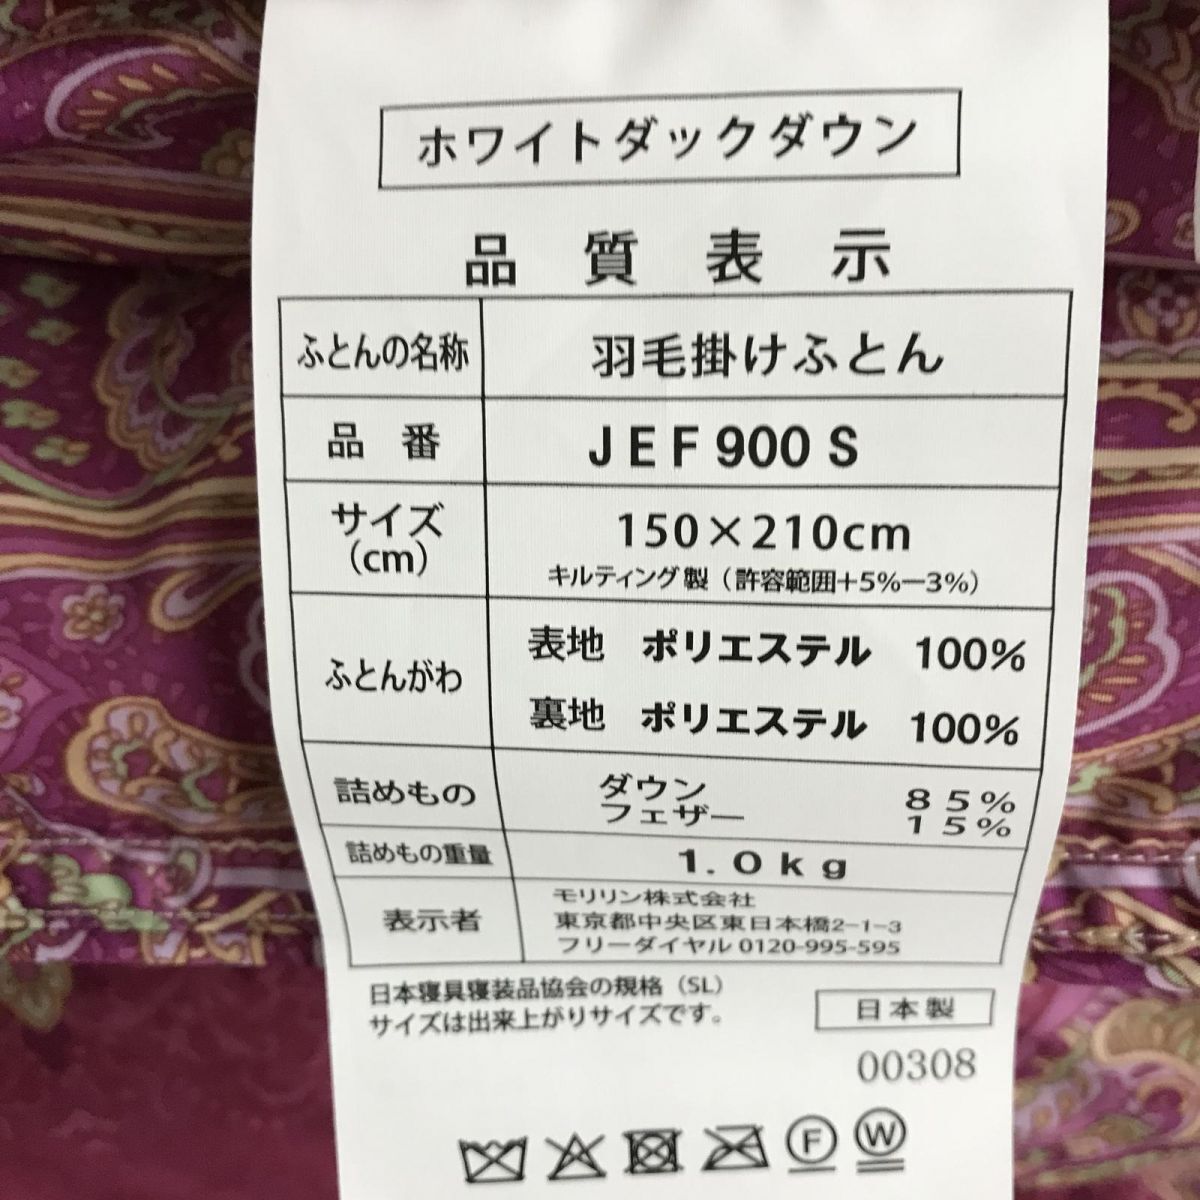 ホワイトダックダウン
品質表示
ふとんの名称 羽毛掛けふとん
品番 JEF900S
サイズ(cm) 150×210cm
キルティング製(許容範囲+5%ー3%)
ふとんがわ 表地 ポリエステル 100%
裏地 ポリエステル 100%
詰めもの ダウン 85%
フェザー 15%
詰めもの重量 1.0kg
表示者 モリリン株式会社
東京都中央区東日本橋2-1-3
フリーダイヤル 0120-995-595
日本寝具寝装品協会の規格(SL)
サイズは出来上がりサイズです。
日本製
00308
F W